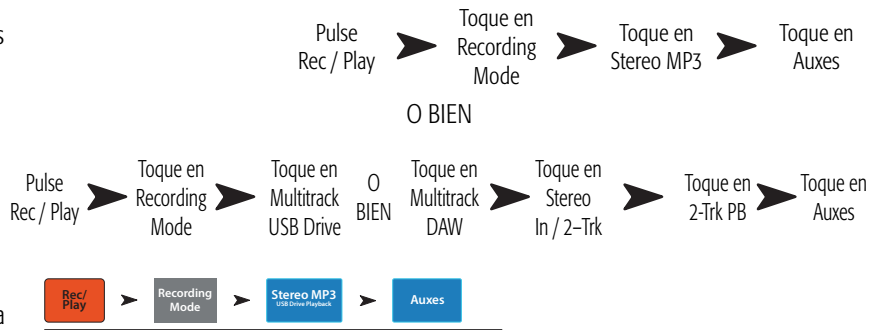 s
Pulse
Rec / Play
Toque en
Recording
Mode
Toque en
Stereo MP3
Toque en
Auxes
O BIEN
Pulse
Rec / Play
Toque en
Recording
Mode
Toque en
Multitrack
USB Drive
O
BIEN
Toque en
Multitrack
DAW
Toque en
Stereo
In / 2–Trk
Toque en
2-Trk PB
Toque en
Auxes
a
Rec/
Play
Recording
Mode
Stereo MP3
USB Drive Playback
Auxes